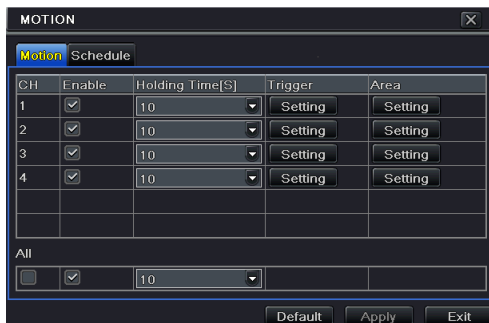 MOTION
Motion Schedule
CH Enable Holding Time[S] Trigger Area
1 10 Setting Setting
2 10 Setting Setting
3 10 Setting Setting
4 10 Setting Setting
All
10
Default Apply Exit